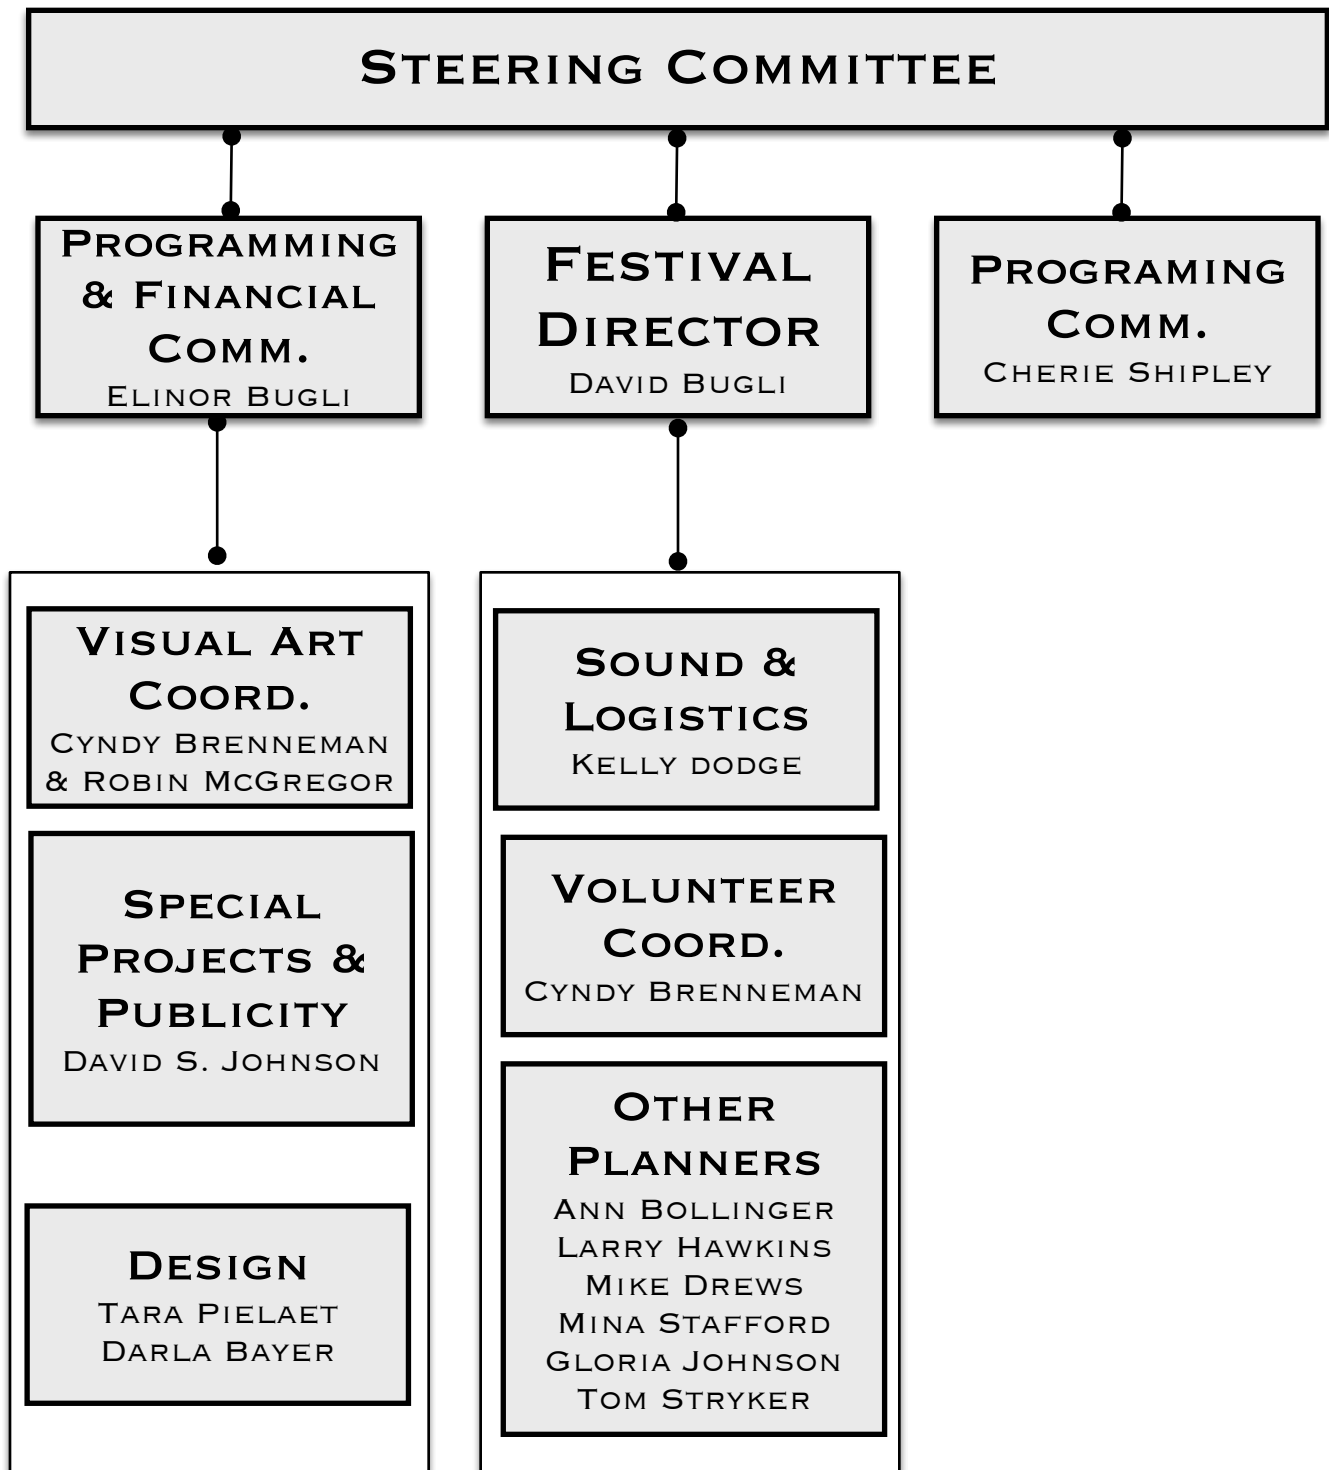 STEERING COMMITTEE
PROGRAMMING
& FINANCIAL
COMM.
ELINOR BUGLI
FESTIVAL
DIRECTOR
DAVID BUGLI
PROGRAMING
COMM.
CHERIE SHIPLEY
VISUAL ART
COORD.
CYNDY BRENNEMAN
& ROBIN MCGREGOR
SPECIAL
PROJECTS &
PUBLICITY
DAVID S. JOHNSON
DESIGN
TARA PIELAET
DARLA BAYER
SOUND &
LOGISTICS
KELLY DODGE
VOLUNTEER
COORD.
CYNDY BRENNEMAN
OTHER
PLANNERS
ANN BOLLINGER
LARRY HAWKINS
MIKE DREWS
MINA STAFFORD
GLORIA JOHNSON
TOM STRYKER